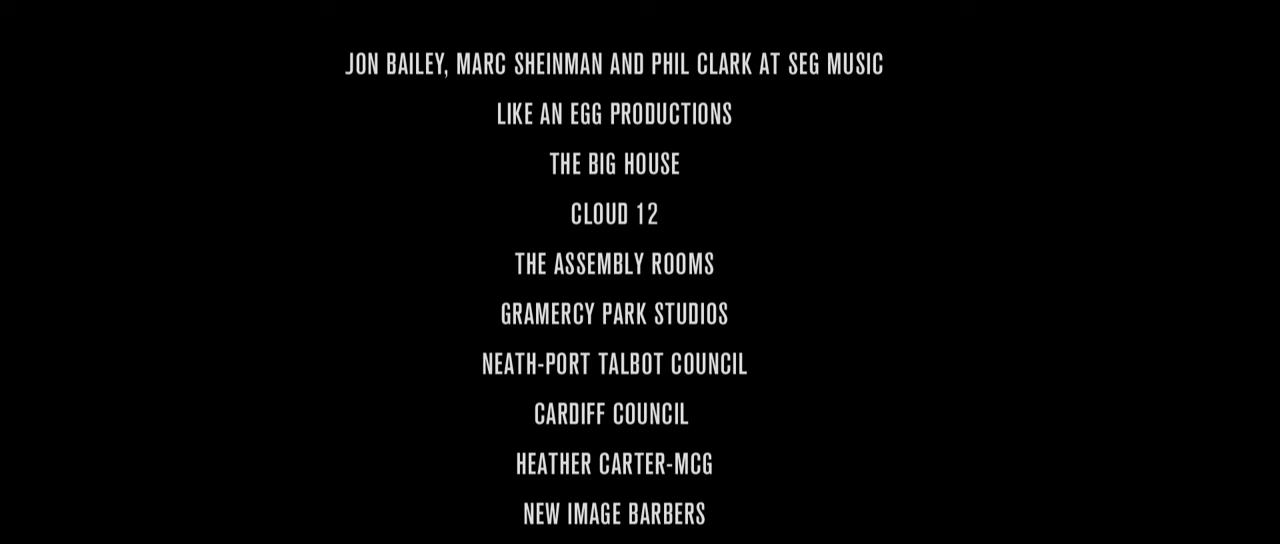 JON BAILEY, MARC SHEINMAN AND PHIL CLARK AT SEG MUSIC
LIKE AN EGG PRODUCTIONS
THE BIG HOUSE
CLOUD 12
THE ASSEMBLY ROOMS
GRAMERCY PARK STUDIOS
NEATH-PORT TALBOT COUNCIL
CARDIFF COUNCIL
HEATHER CARTER-MCG
NEW IMAGE BARBERS